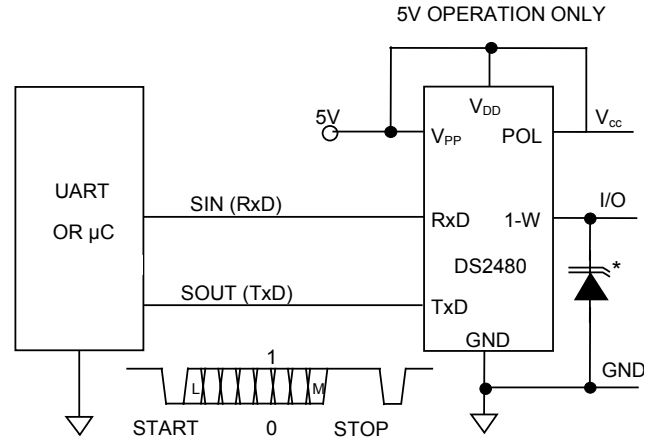 5V OPERATION ONLY
5V
VDD
VPP
POL
Vcc
UART
OR µC
SIN (RxD)
RxD
1-W
I/O
DS2480
*
SOUT (TxD)
TxD
GND
GND
1
L
M
START
0
STOP